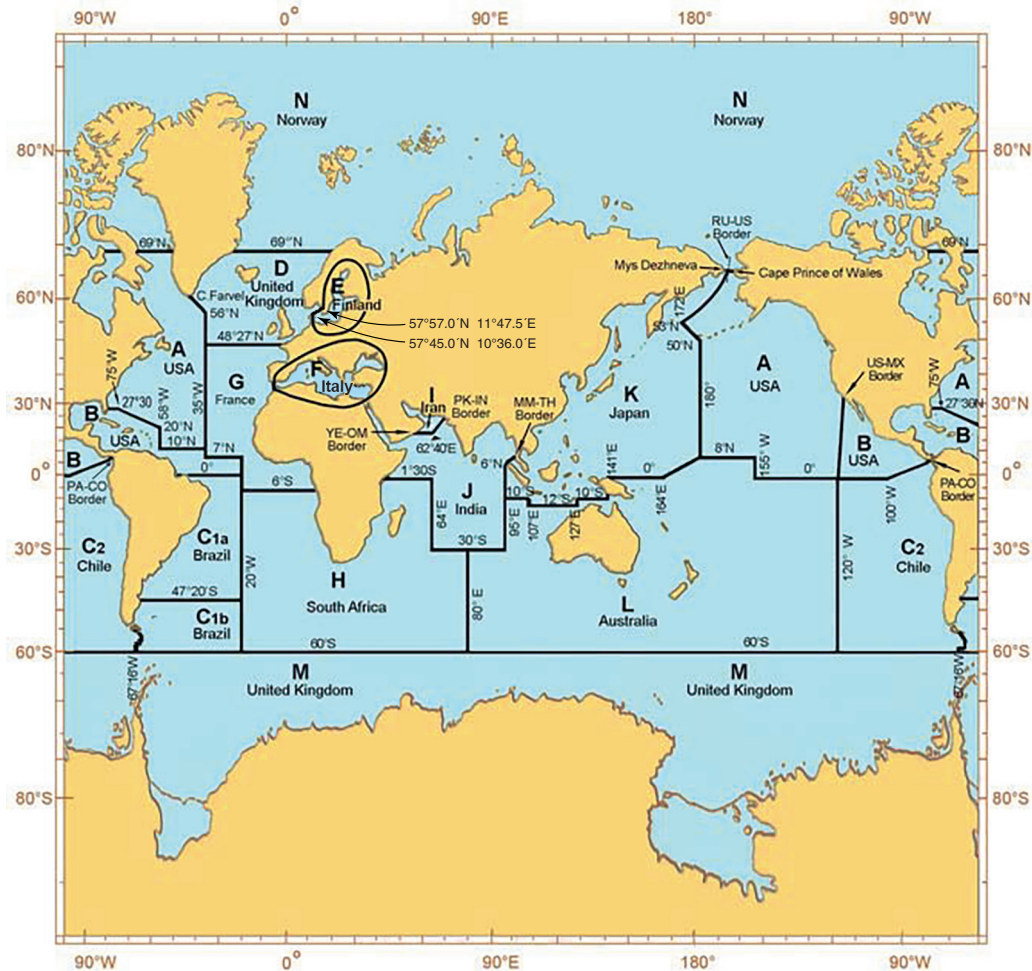 90°W 0° 90°E 180° 90°W
N
Norway
N
Norway
80°N
80°N
RU-US
Border
69°N
69°N
69°N
Mys Dezhneva
Cape Prince of Wales
D
United
Kingdom
E
Finland
60°N
60°N
C.Farvel
56°N
172°E
53°N
50°N
57°57.0´N 11°47.5´E
57°45.0´N 10°36.0´E
48°27'N
A
USA
75°W
58°W
35°W
G
France
F
Italy
K
Japan
180°
A
USA
US-MX
Border
75°W
A
30°N
30°N
27°30
27°30N
B
USA
20°N
10°N
7°N
I
Iran
PK-IN
Border
MM-TH
Border
YE-OM
Border
62°40'E
8°N
155° W
B
USA
B
B
PA-CO
Border
PA-CO
Border
0°
0°
0°
0°
0°
0°
6°S
1°30S
6°N
141°E
164°E
100°W
J
India
64°E
10°S
12°S
10°S
95°E
107°E
127°E
30°S
30°S
30°S
C2
Chile
C1a
Brazil
20°W
H
South Africa
80° E
L
Australia
120° W
C2
Chile
47°20'S
C1b
Brazil
60°S
60°S
60°S
60°S
67°16'W
67°16'W
M
United Kingdom
M
United Kingdom
80°S
80°S
90°W 0° 90°E 180° 90°W